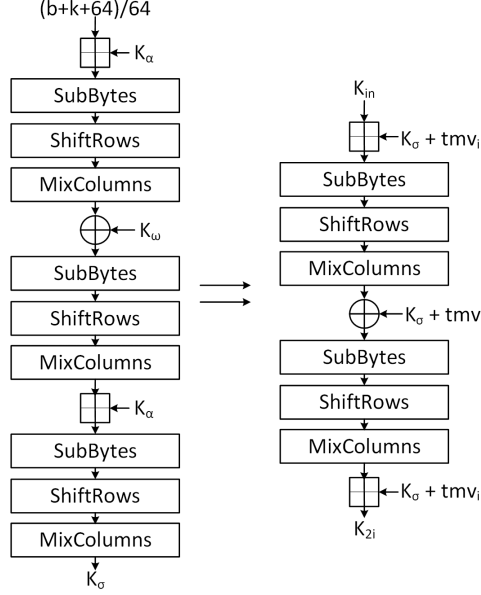 (b+k+64)/64
K_α
SubBytes
ShiftRows
MixColumns
K_ω
SubBytes
ShiftRows
MixColumns
K_α
SubBytes
ShiftRows
MixColumns
K_σ
K_in
K_σ + tmv_i
SubBytes
ShiftRows
MixColumns
K_σ + tmv
SubBytes
ShiftRows
MixColumns
K_σ + tmv_i
K_2i